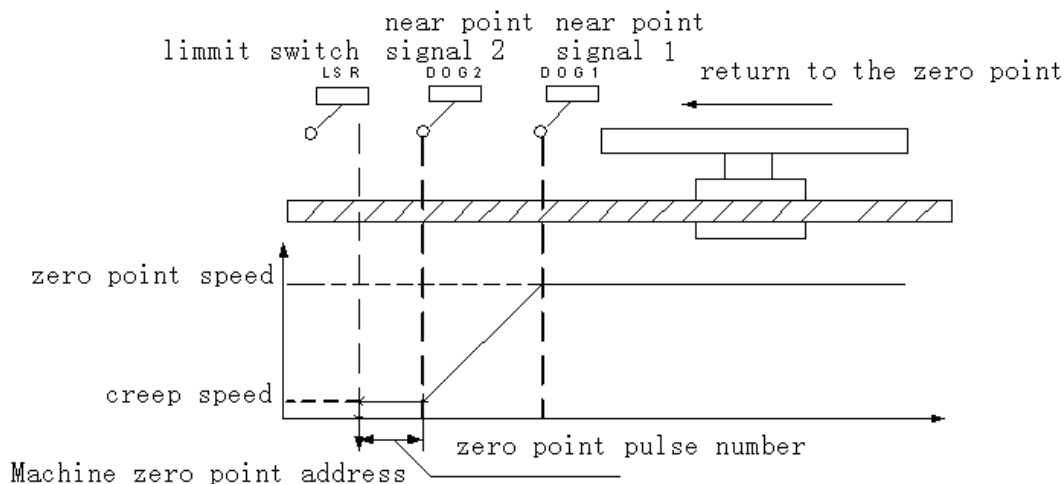 near point
signal 2
near point
signal 1
limmit switch
LSR
DOG2
DOG1
return to the zero point
zero point speed
creep speed
zero point pulse number
Machine zero point address